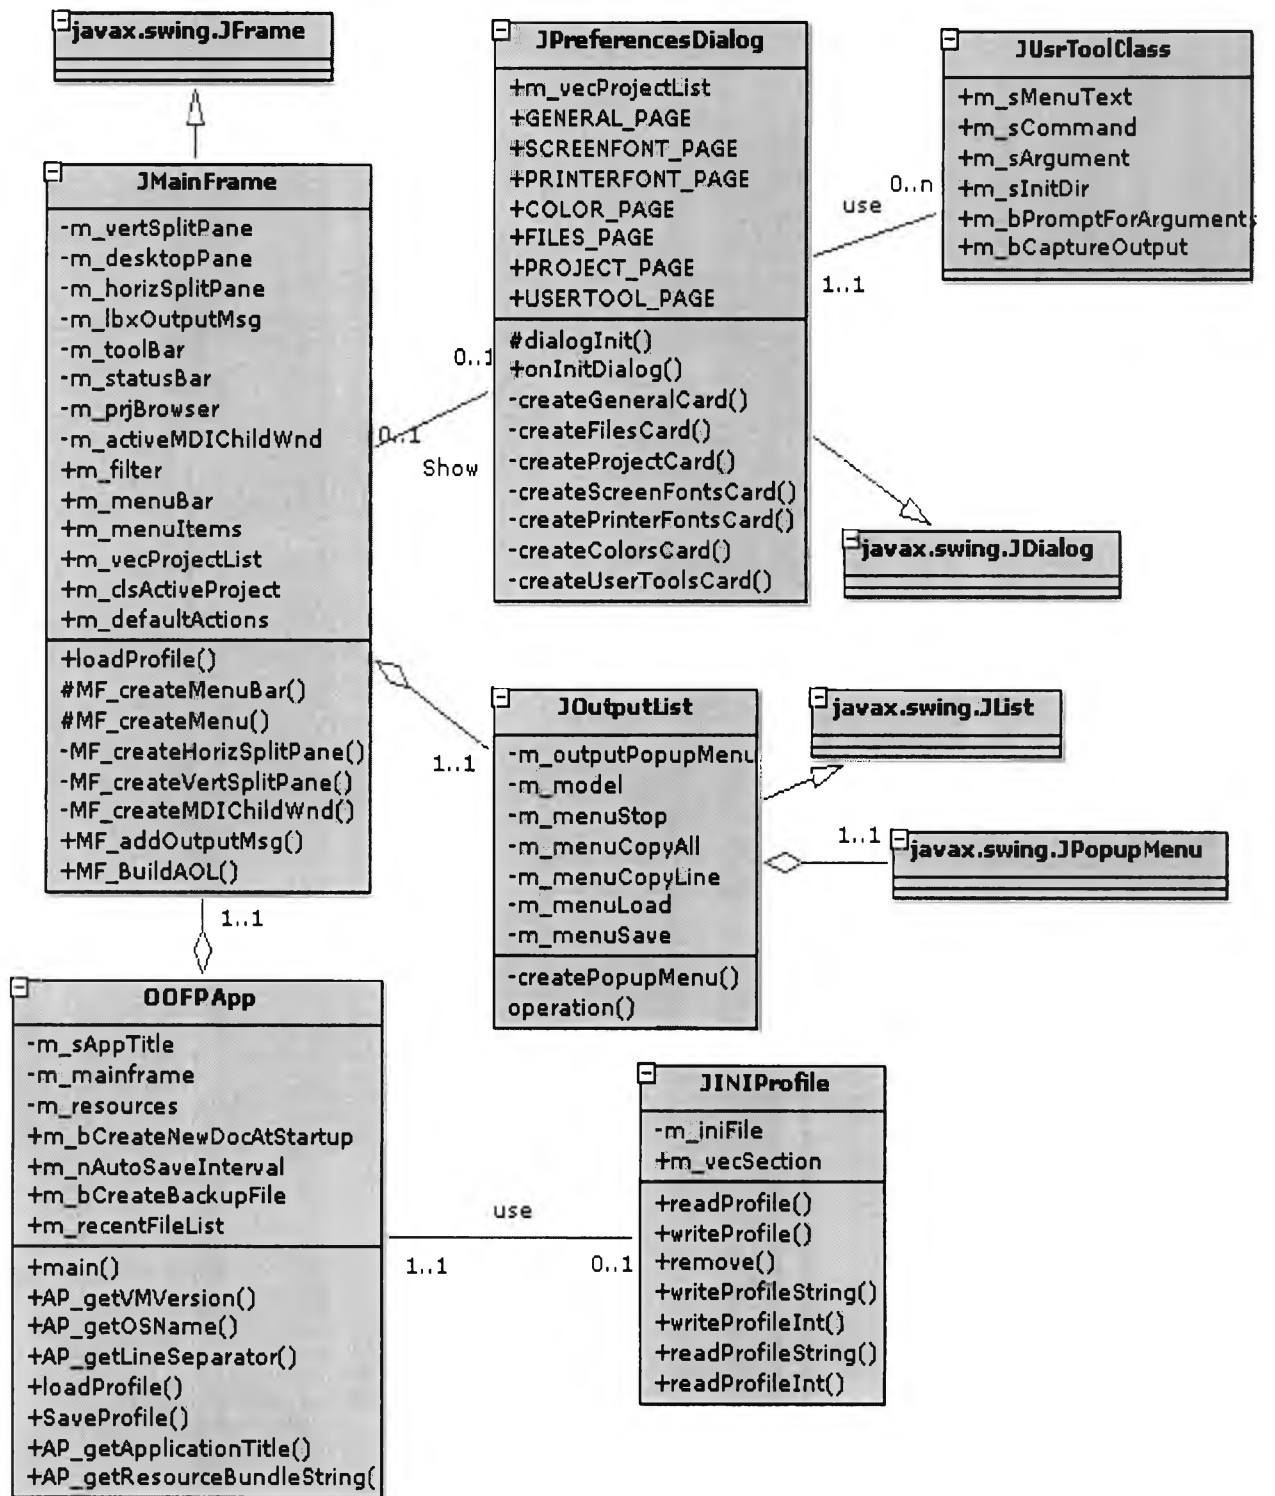 javax.swing.JFrame
JMainFrame
-m_vertSplitPane
-m_desktopPane
-m_horizSplitPane
-m_lbxOutputMsg
-m_toolBar
-m_statusBar
-m_prjBrowser
-m_activeMDIChildWnd
+m_filter
+m_menuBar
+m_menuItems
+m_vecProjectList
+m_clsActiveProject
+m_defaultActions
+loadProfile()
#MF_createMenuBar()
#MF_createMenu()
-MF_createHorizSplitPane()
-MF_createVertSplitPane()
-MF_createMDIChildWnd()
+MF_addOutputMsg()
+MF_BuildAOL()
1..1
OOFPApp
-m_sAppTitle
-m_mainframe
-m_resources
+m_bCreateNewDocAtStartup
+m_nAutoSaveInterval
+m_bCreateBackupFile
+m_recentFileList
+main()
+AP_getVMVersion()
+AP_getOSName()
+AP_getLineSeparator()
+loadProfile()
+SaveProfile()
+AP_getApplicationTitle()
+AP_getResourceBundleString(
0..1
0..1
Show
JPreferencesDialog
+m_vecProjectList
+GENERAL_PAGE
+SCREENFONT_PAGE
+PRINTERFONT_PAGE
+COLOR_PAGE
+FILES_PAGE
+PROJECT_PAGE
+USERTOOL_PAGE
#dialogInit()
+onInitDialog()
-createGeneralCard()
-createFilesCard()
-createProjectCard()
-createScreenFontsCard()
-createPrinterFontsCard()
-createColorsCard()
-createUserToolsCard()
use
0..n
1..1
JUsrToolClass
+m_sMenuText
+m_sCommand
+m_sArgument
+m_sInitDir
+m_bPromptForArguments
+m_bCaptureOutput
javax.swing.JDialog
1..1
JOutputList
-m_outputPopupMenu
-m_model
-m_menuStop
-m_menuCopyAll
-m_menuCopyLine
-m_menuLoad
-m_menuSave
-createPopupMenu()
operation()
javax.swing.JList
1..1
javax.swing.JPopupMenu
use
1..1
0..1
JINIProfile
-m_iniFile
+m_vecSection
+readProfile()
+writeProfile()
+remove()
+writeProfileString()
+writeProfileInt()
+readProfileString()
+readProfileInt()